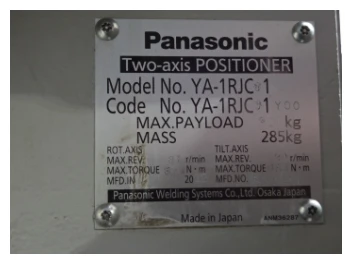 Panasonic
Two-axis POSITIONER
Model No. YA-1RJC 1
Code No. YA-1RJC 1
MAX.PAYLOAD kg
MASS 285kg
ROT.AXIS TILT.AXIS
MAX.REV. r/min MAX.REV. r/min
MAX.TORQUE N·m MAX.TORQUE N·m
MFD.IN 20 MFD.NO.
Panasonic Welding Systems Co.,Ltd. Osaka Japan
Made in Japan